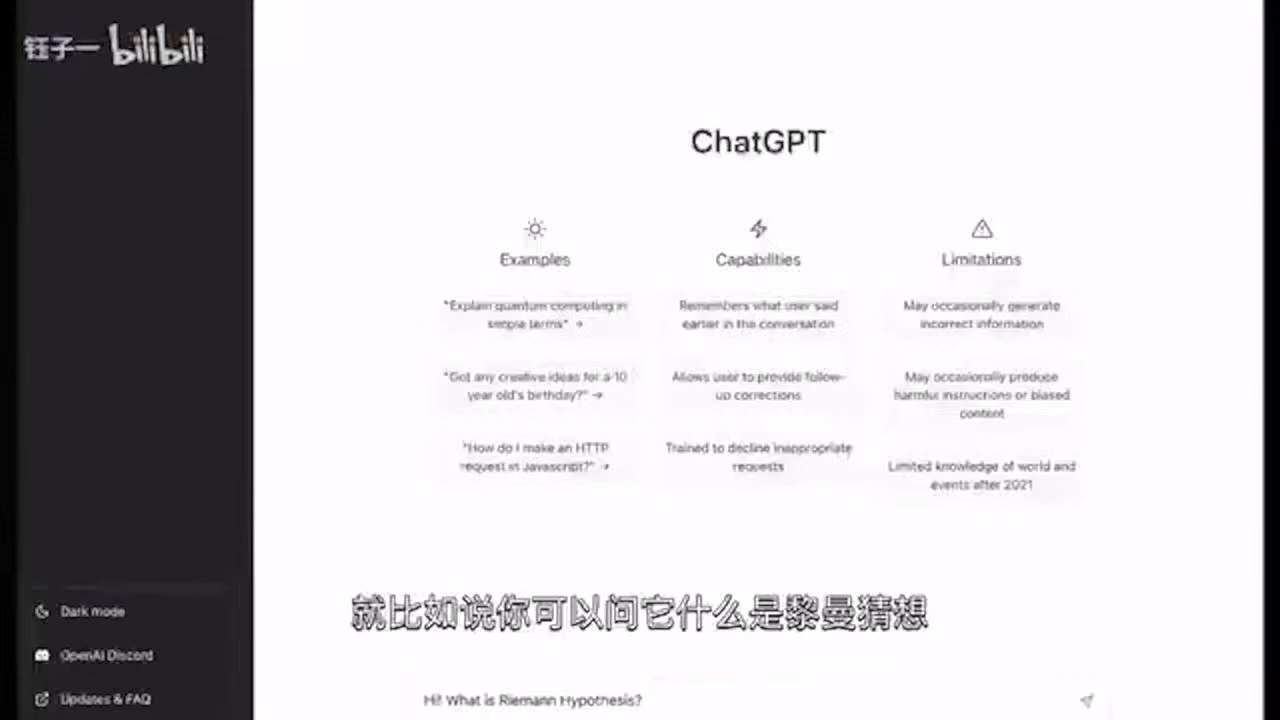 钰子一 bilibili
ChatGPT
Examples
Capabilities
Limitations
"Explain quantum computing in
simple terms" →
Remembers what user said
earlier in the conversation
May occasionally generate
incorrect information
"Got any creative ideas for a 10
year old's birthday?" →
Allows user to provide follow-
up corrections
May occasionally produce
harmful instructions or biased
content
"How do I make an HTTP
request in Javascript?" →
Trained to decline inappropriate
requests
Limited knowledge of world and
events after 2021
就比如说你可以问它什么是黎曼猜想
Dark mode
OpenAI Discord
Updates & FAQ
Hi! What is Riemann Hypothesis?